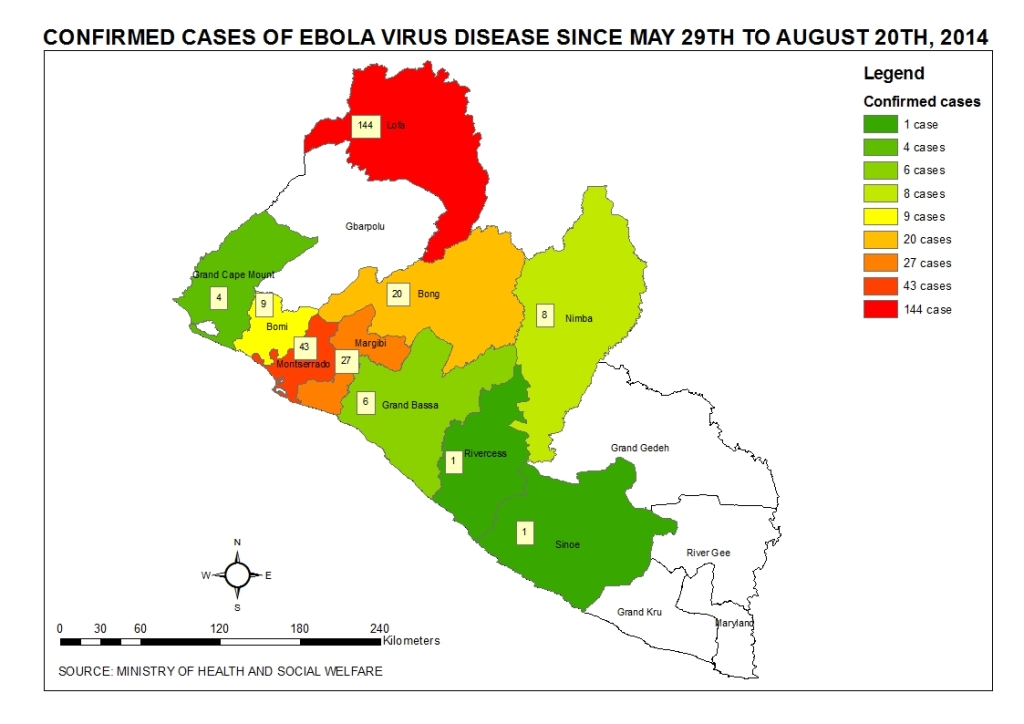 CONFIRMED CASES OF EBOLA VIRUS DISEASE SINCE MAY 29TH TO AUGUST 20TH, 2014
Legend
Confirmed cases
1 case
4 cases
6 cases
8 cases
9 cases
20 cases
27 cases
43 cases
144 case
144 Lofa
Gbarpolu
Grand Cape Mount
4
9
Bomi
20 Bong
8 Nimba
43
Montserrado
Margibi
27
6 Grand Bassa
1 Rivercess
Grand Gedeh
1
Sinoe
River Gee
Grand Kru
Maryland
N
W E
S
0 30 60 120 180 240
Kilometers
SOURCE: MINISTRY OF HEALTH AND SOCIAL WELFARE